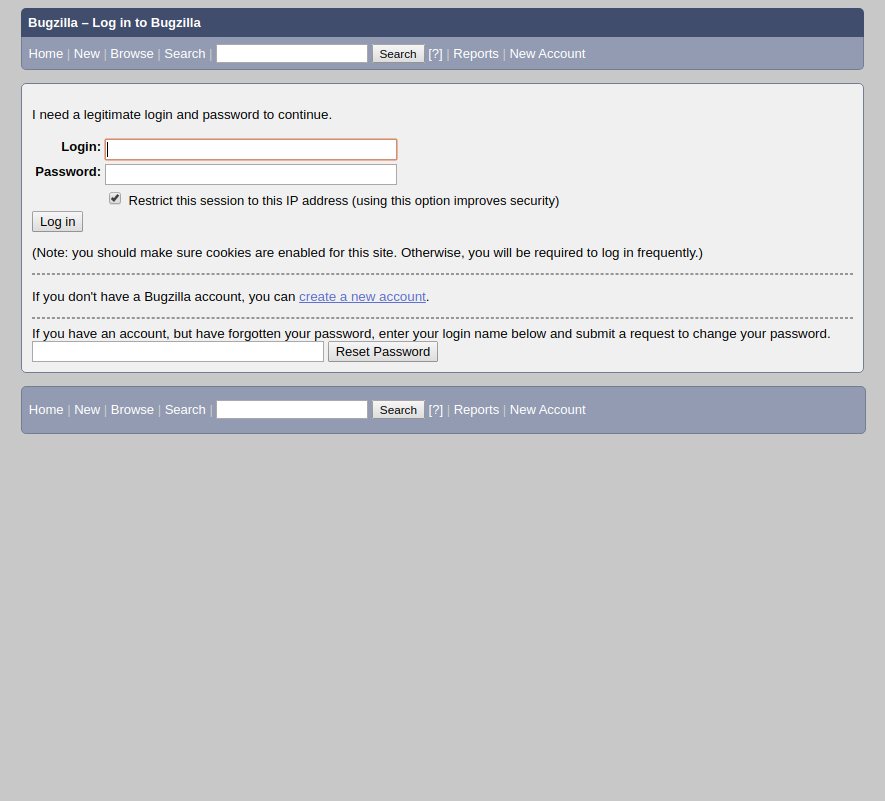 Bugzilla – Log in to Bugzilla
Home | New | Browse | Search | Search [?] | Reports | New Account
I need a legitimate login and password to continue.
Login:
Password:
Restrict this session to this IP address (using this option improves security)
Log in
(Note: you should make sure cookies are enabled for this site. Otherwise, you will be required to log in frequently.)
If you don't have a Bugzilla account, you can create a new account.
If you have an account, but have forgotten your password, enter your login name below and submit a request to change your password.
Reset Password
Home | New | Browse | Search | Search [?] | Reports | New Account